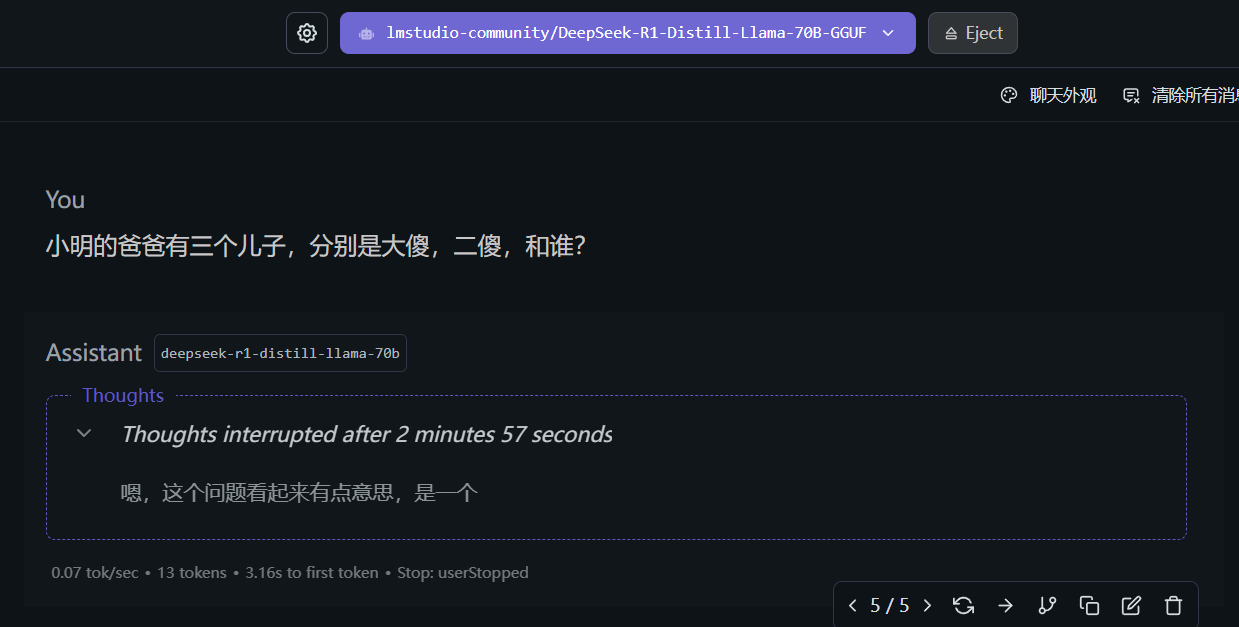 lmstudio-community/DeepSeek-R1-Distill-Llama-70B-GGUF
Eject
聊天外观
清除所有消息
You
小明的爸爸有三个儿子，分别是大傻，二傻，和谁？
Assistant
deepseek-r1-distill-llama-70b
Thoughts
Thoughts interrupted after 2 minutes 57 seconds
嗯，这个问题看起来有点意思，是一个
0.07 tok/sec • 13 tokens • 3.16s to first token • Stop: userStopped
5 / 5